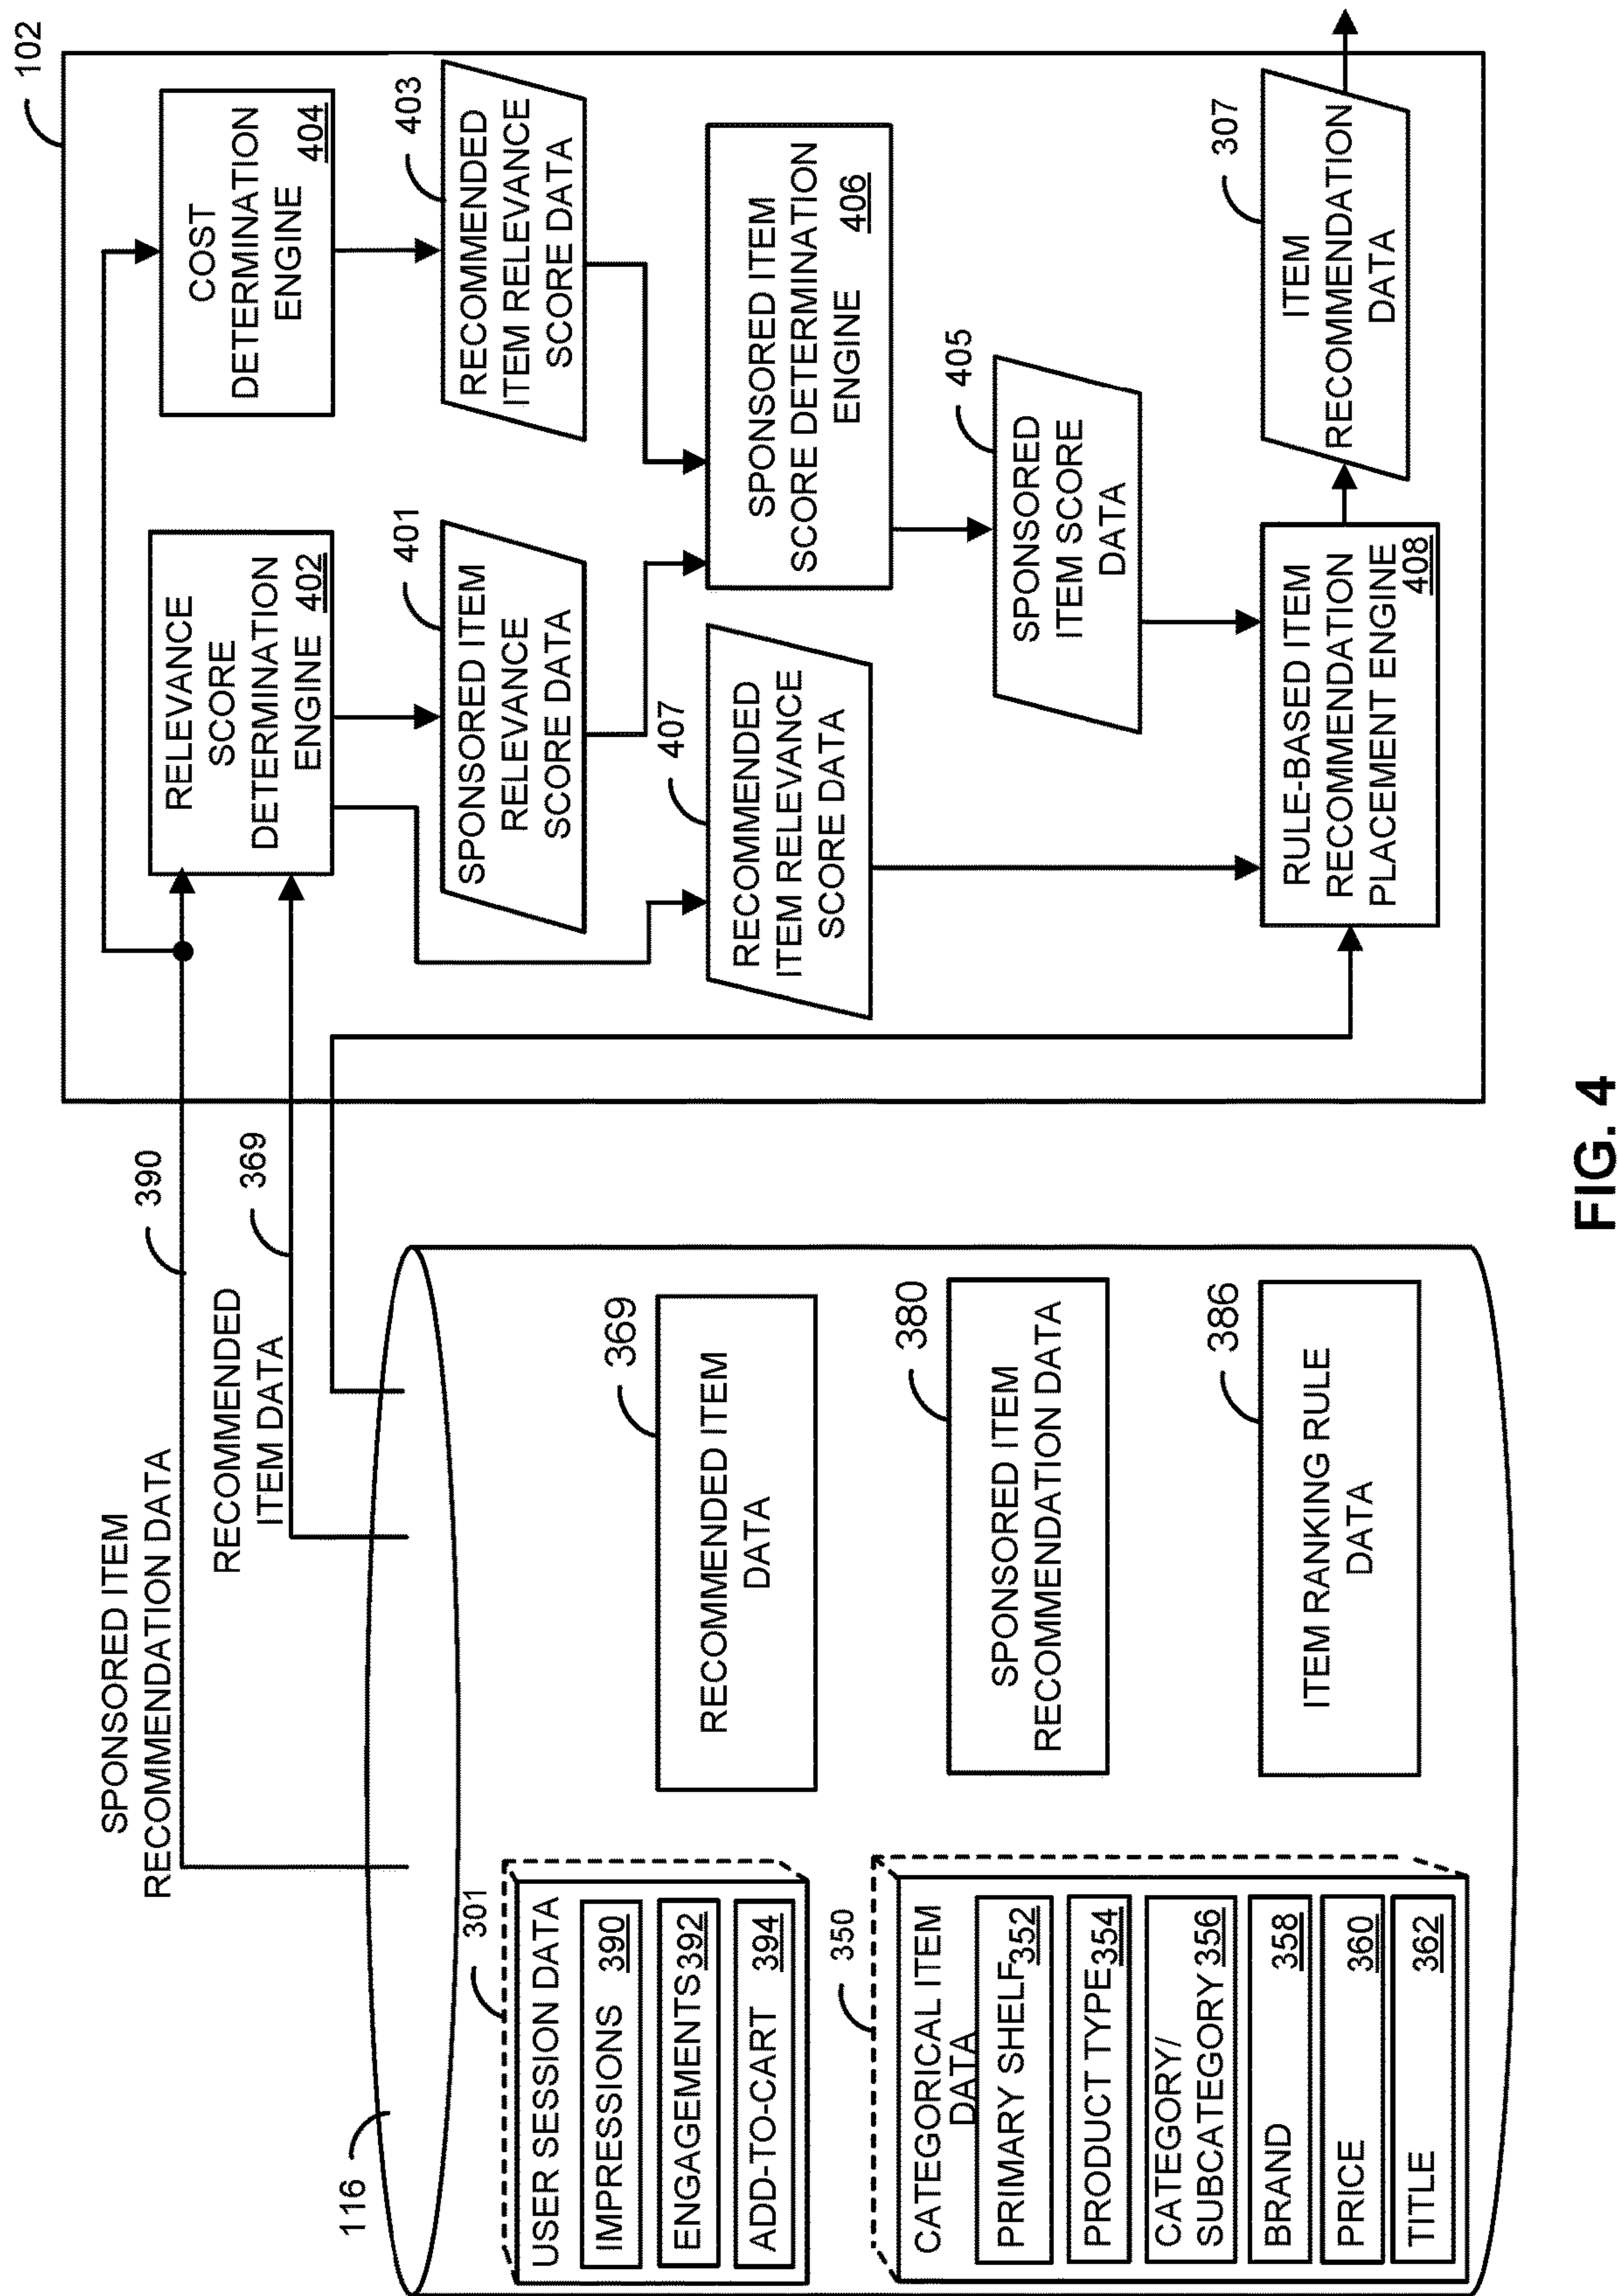 102
SPONSORED ITEM
RECOMMENDATION DATA
390
RECOMMENDED
ITEM DATA
369
116
301
USER SESSION DATA
IMPRESSIONS 390
ENGAGEMENTS 392
ADD-TO-CART 394
350
CATEGORICAL ITEM
DATA
PRIMARY SHELF 352
PRODUCT TYPE 354
CATEGORY/
SUBCATEGORY 356
BRAND 358
PRICE 360
TITLE 362
369
RECOMMENDED ITEM
DATA
380
SPONSORED ITEM
RECOMMENDATION DATA
386
ITEM RANKING RULE
DATA
RELEVANCE
SCORE
DETERMINATION
ENGINE 402
COST
DETERMINATION
ENGINE 404
401
SPONSORED ITEM
RELEVANCE
SCORE DATA
403
RECOMMENDED
ITEM RELEVANCE
SCORE DATA
407
RECOMMENDED
ITEM RELEVANCE
SCORE DATA
SPONSORED ITEM
SCORE DETERMINATION
ENGINE 406
405
SPONSORED
ITEM SCORE
DATA
RULE-BASED ITEM
RECOMMENDATION
PLACEMENT ENGINE
408
307
ITEM
RECOMMENDATION
DATA
FIG. 4